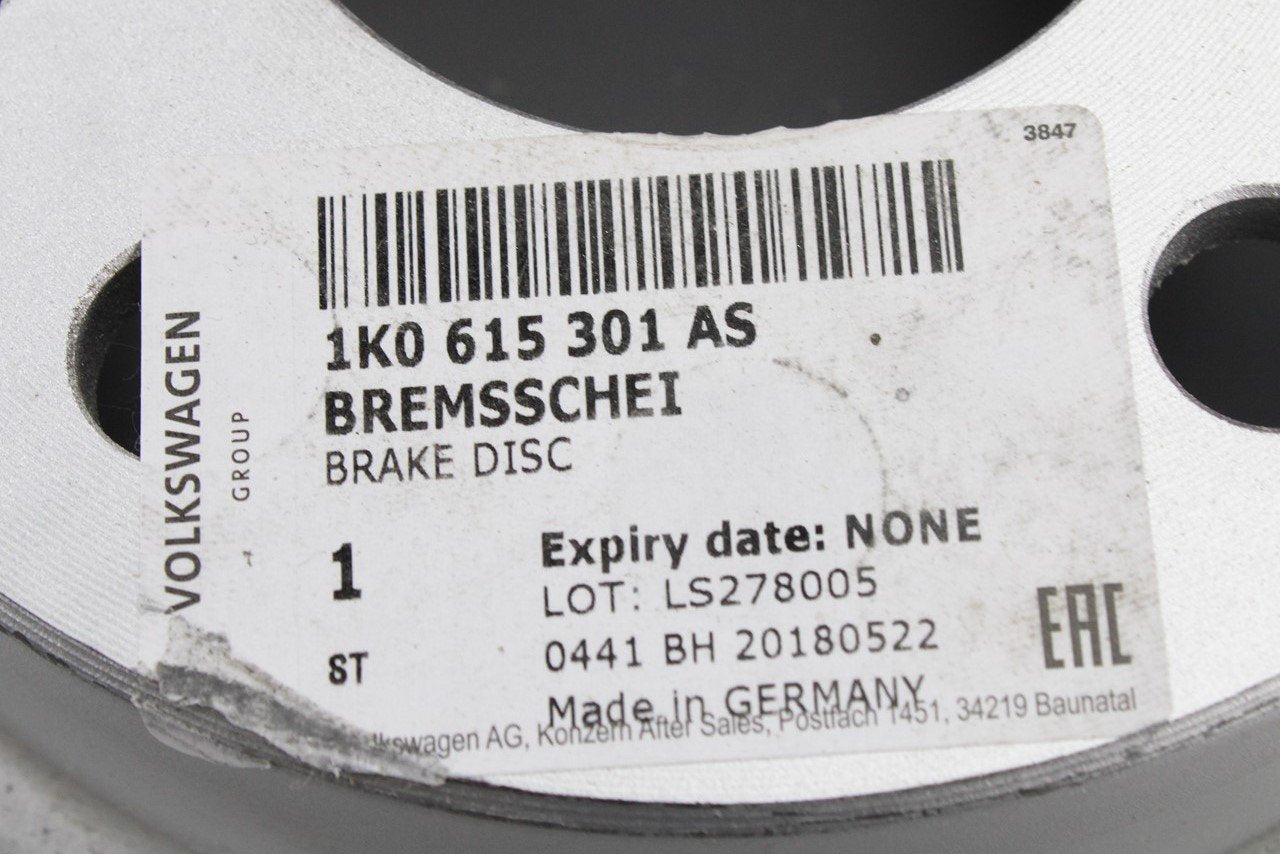 3847
1K0 615 301 AS
BREMSSCHEI
BRAKE DISC
VOLKSWAGEN
GROUP
1
ST
Expiry date: NONE
LOT: LS278005
0441 BH 20180522
Made in GERMANY
EAC
lkswagen AG, Konzern After Sales, Postfach 1451, 34219 Baunatal